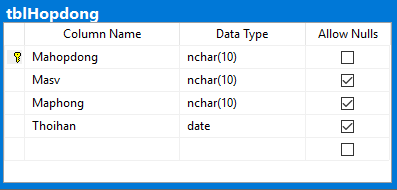 tblHopdong
Column Name Data Type Allow Nulls
Mahopdong nchar(10)
Masv nchar(10)
Maphong nchar(10)
Thoihan date